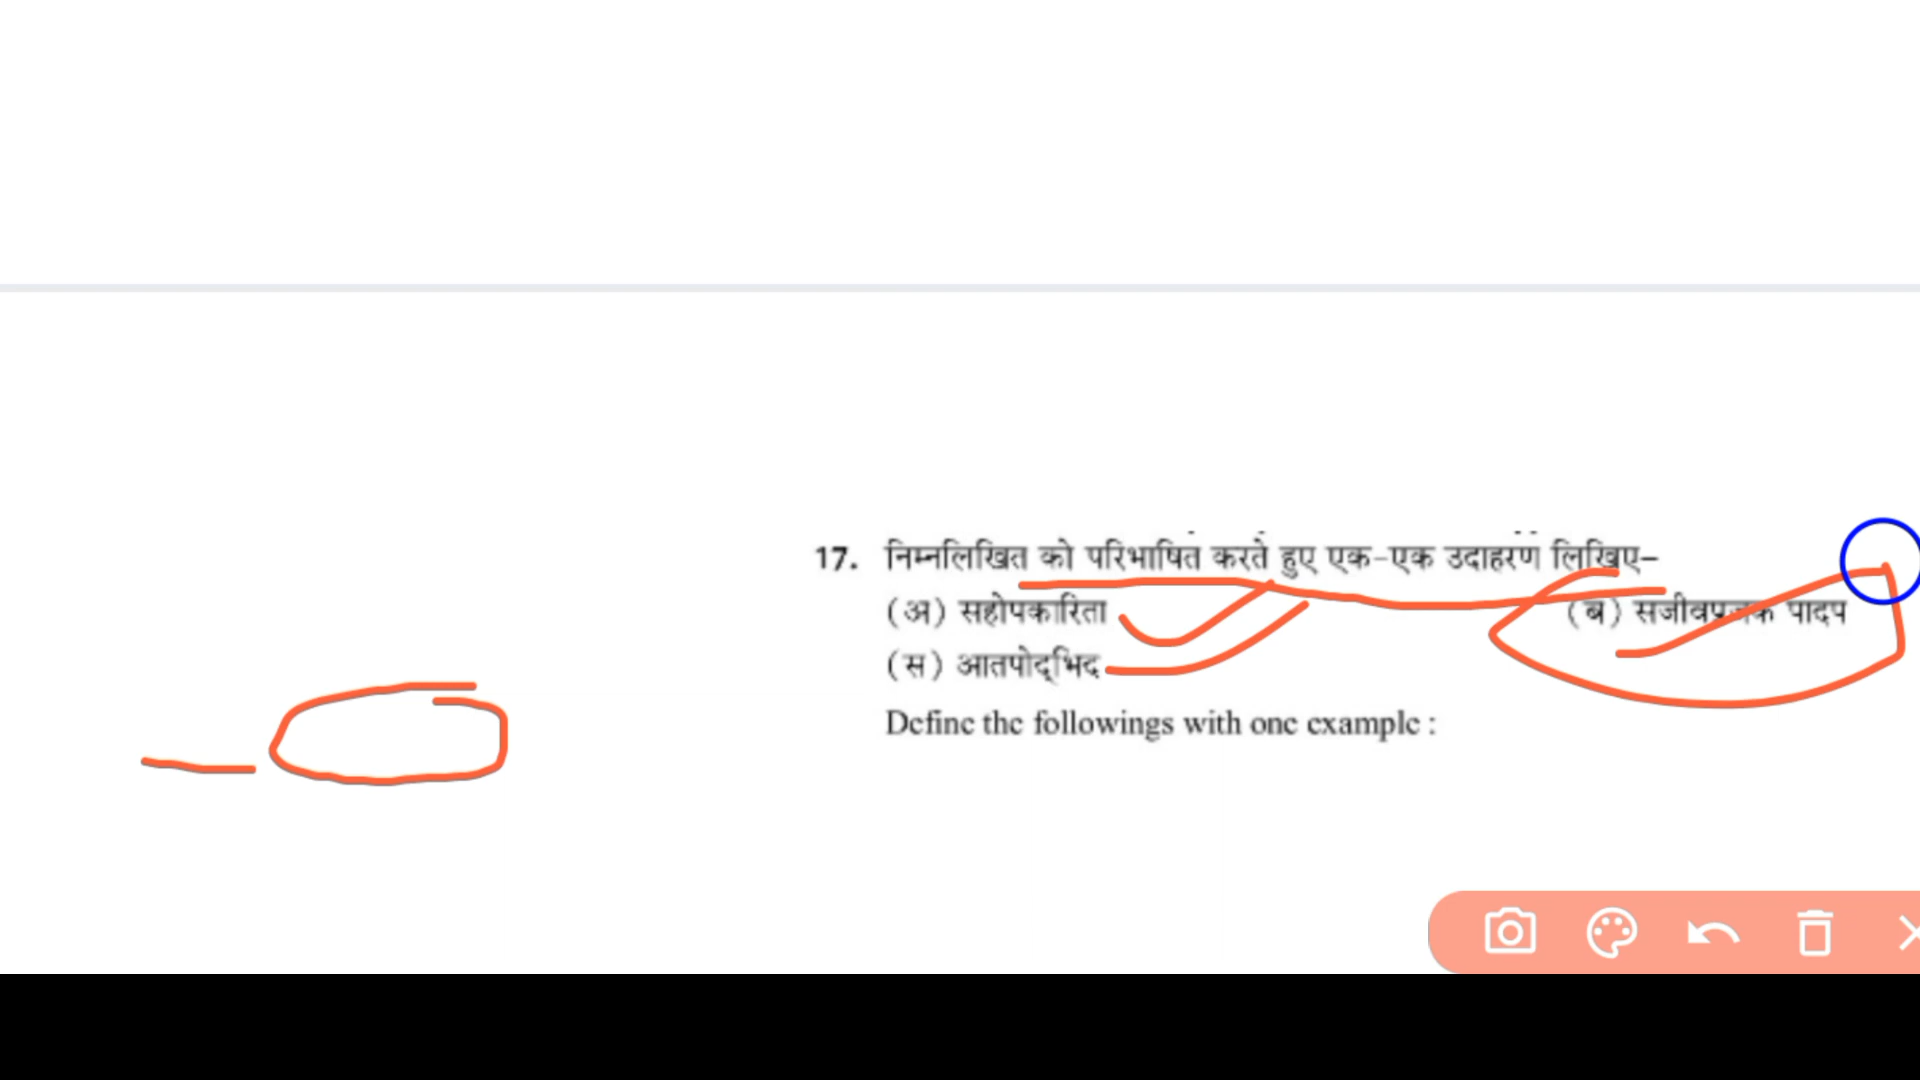 17. निम्नलिखित को परिभाषित करते हुए एक-एक उदाहरण लिखिए–
(अ) सहोपकारिता (ब) सजीवप्रजक पादप
(स) आतपोद्भिद
Define the followings with one example :